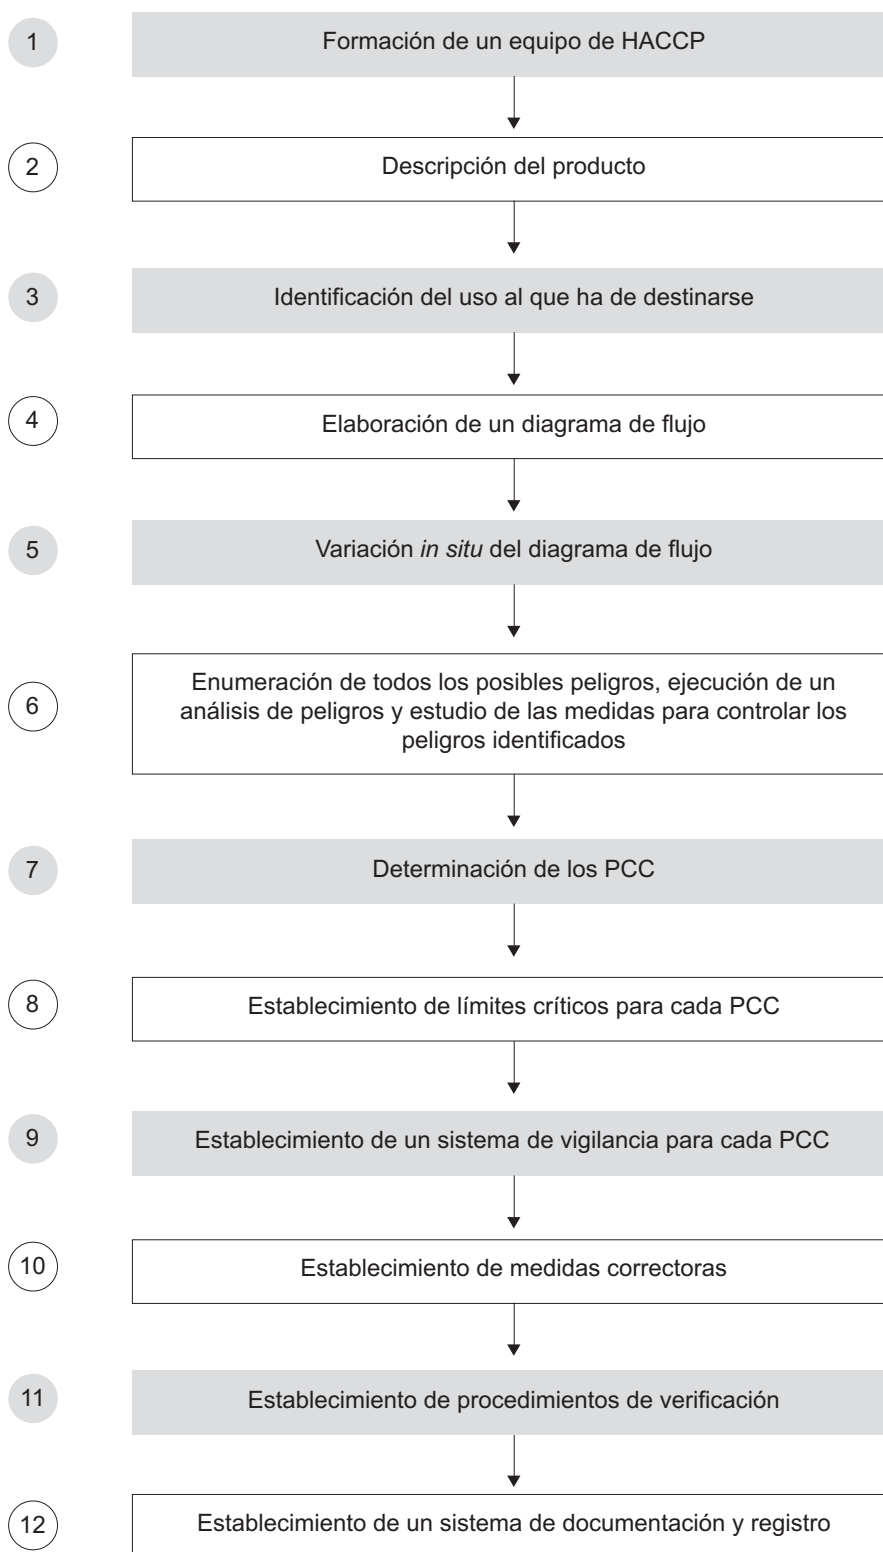 1
Formación de un equipo de HACCP
2
Descripción del producto
3
Identificación del uso al que ha de destinarse
4
Elaboración de un diagrama de flujo
5
Variación in situ del diagrama de flujo
6
Enumeración de todos los posibles peligros, ejecución de un
análisis de peligros y estudio de las medidas para controlar los
peligros identificados
7
Determinación de los PCC
8
Establecimiento de límites críticos para cada PCC
9
Establecimiento de un sistema de vigilancia para cada PCC
10
Establecimiento de medidas correctoras
11
Establecimiento de procedimientos de verificación
12
Establecimiento de un sistema de documentación y registro